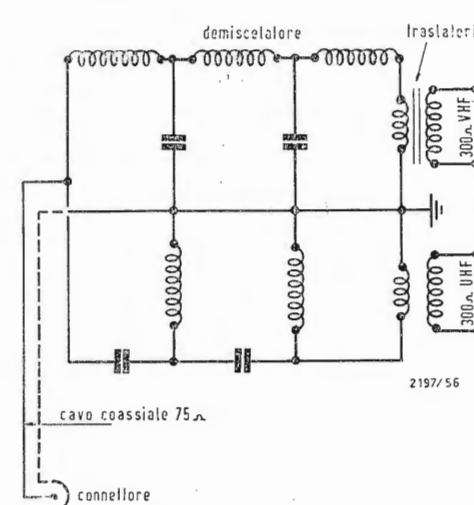 demiscelatore
traslatori
300Ω VHF
300Ω UHF
2197/56
cavo coassiale 75Ω
connettore